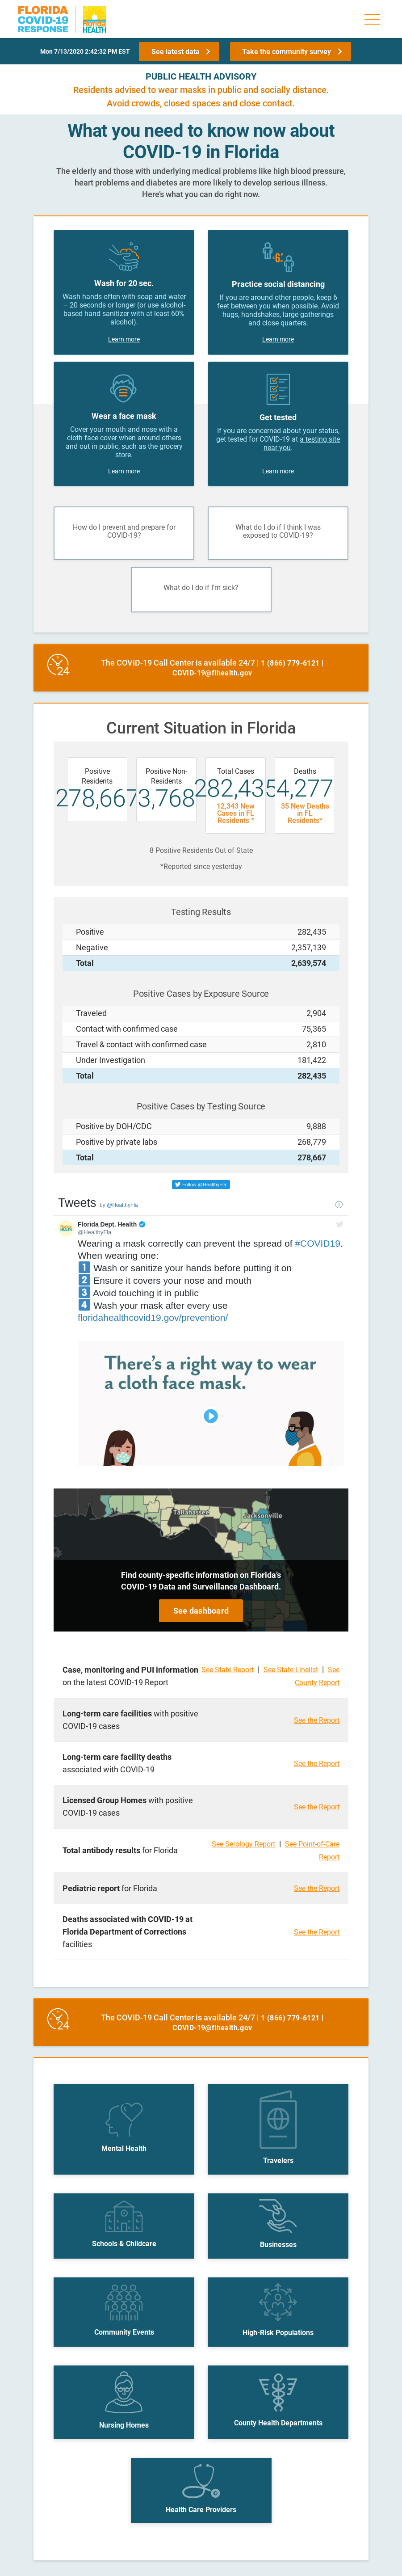 FLORIDA
COVID-19
RESPONSE
Florida
HEALTH
Mon 7/13/2020 2:42:32 PM EST
See latest data
Take the community survey
PUBLIC HEALTH ADVISORY
Residents advised to wear masks in public and socially distance.
Avoid crowds, closed spaces and close contact.
What you need to know now about
COVID-19 in Florida
The elderly and those with underlying medical problems like high blood pressure,
heart problems and diabetes are more likely to develop serious illness.
Here's what you can do right now.
Wash for 20 sec.
Wash hands often with soap and water
– 20 seconds or longer (or use alcohol-
based hand sanitizer with at least 60%
alcohol).
Learn more
6'
Practice social distancing
If you are around other people, keep 6
feet between you when possible. Avoid
hugs, handshakes, large gatherings
and close quarters.
Learn more
Wear a face mask
Cover your mouth and nose with a
cloth face cover when around others
and out in public, such as the grocery
store.
Learn more
Get tested
If you are concerned about your status,
get tested for COVID-19 at a testing site
near you.
Learn more
How do I prevent and prepare for
COVID-19?
What do I do if I think I was
exposed to COVID-19?
What do I do if I'm sick?
24
The COVID-19 Call Center is available 24/7 | 1 (866) 779-6121 |
COVID-19@flhealth.gov
Current Situation in Florida
Positive
Residents
278,667
Positive Non-
Residents
3,768
Total Cases
282,435
12,343 New
Cases in FL
Residents *
Deaths
4,277
35 New Deaths
in FL
Residents*
8 Positive Residents Out of State
*Reported since yesterday
Testing Results
Positive 282,435
Negative 2,357,139
Total 2,639,574
Positive Cases by Exposure Source
Traveled 2,904
Contact with confirmed case 75,365
Travel & contact with confirmed case 2,810
Under Investigation 181,422
Total 282,435
Positive Cases by Testing Source
Positive by DOH/CDC 9,888
Positive by private labs 268,779
Total 278,667
Follow @HealthyFla
Tweets by @HealthyFla
Florida Dept. Health
@HealthyFla
Wearing a mask correctly can prevent the spread of #COVID19.
When wearing one:
1 Wash or sanitize your hands before putting it on
2 Ensure it covers your nose and mouth
3 Avoid touching it in public
4 Wash your mask after every use
floridahealthcovid19.gov/prevention/
There's a right way to wear
a cloth face mask.
Tallahassee
Jacksonville
Find county-specific information on Florida's
COVID-19 Data and Surveillance Dashboard.
See dashboard
Case, monitoring and PUI information
on the latest COVID-19 Report
See State Report | See State Linelist | See
County Report
Long-term care facilities with positive
COVID-19 cases
See the Report
Long-term care facility deaths
associated with COVID-19
See the Report
Licensed Group Homes with positive
COVID-19 cases
See the Report
Total antibody results for Florida
See Serology Report | See Point-of-Care
Report
Pediatric report for Florida
See the Report
Deaths associated with COVID-19 at
Florida Department of Corrections
facilities
See the Report
24
The COVID-19 Call Center is available 24/7 | 1 (866) 779-6121 |
COVID-19@flhealth.gov
Mental Health
Travelers
Schools & Childcare
Businesses
Community Events
High-Risk Populations
Nursing Homes
County Health Departments
Health Care Providers